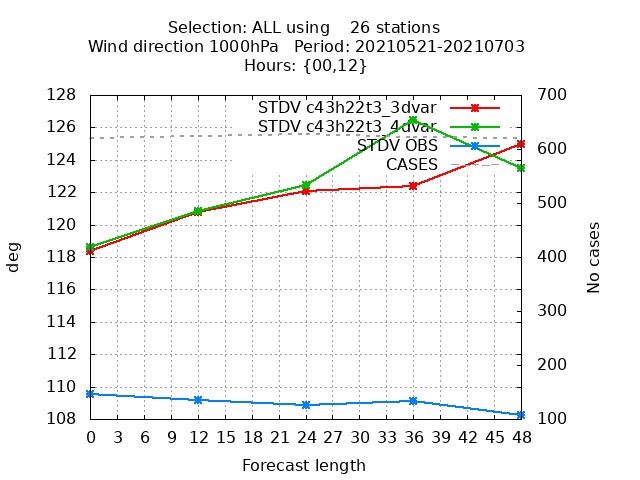 Selection: ALL using    26 stations
Wind direction 1000hPa   Period: 20210521-20210703
Hours: {00,12}
STDV c43h22t3_3dvar
STDV c43h22t3_4dvar
STDV OBS
CASES
128
126
124
122
120
118
116
114
112
110
108
700
600
500
400
300
200
100
deg
No cases
0 3 6 9 12 15 18 21 24 27 30 33 36 39 42 45 48
Forecast length